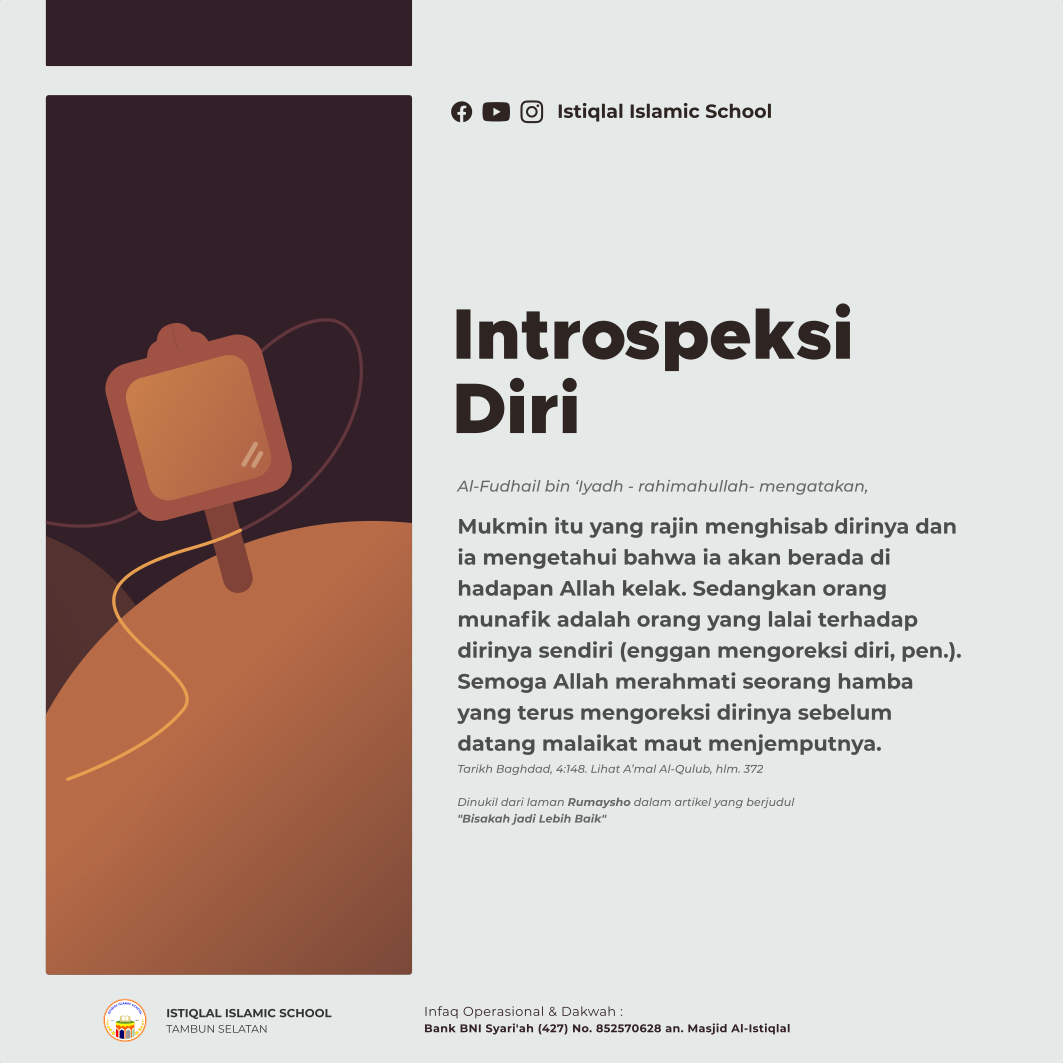 Istiqlal Islamic School
Introspeksi
Diri
Al-Fudhail bin ‘Iyadh - rahimahullah- mengatakan,
Mukmin itu yang rajin menghisab dirinya dan
ia mengetahui bahwa ia akan berada di
hadapan Allah kelak. Sedangkan orang
munafik adalah orang yang lalai terhadap
dirinya sendiri (enggan mengoreksi diri, pen.).
Semoga Allah merahmati seorang hamba
yang terus mengoreksi dirinya sebelum
datang malaikat maut menjemputnya.
Tarikh Baghdad, 4:148. Lihat A’mal Al-Qulub, hlm. 372
Dinukil dari laman Rumaysho dalam artikel yang berjudul
"Bisakah jadi Lebih Baik"
ISTIQLAL ISLAMIC SCHOOL
TAMBUN SELATAN
Infaq Operasional & Dakwah :
Bank BNI Syari'ah (427) No. 852570628 an. Masjid Al-Istiqlal